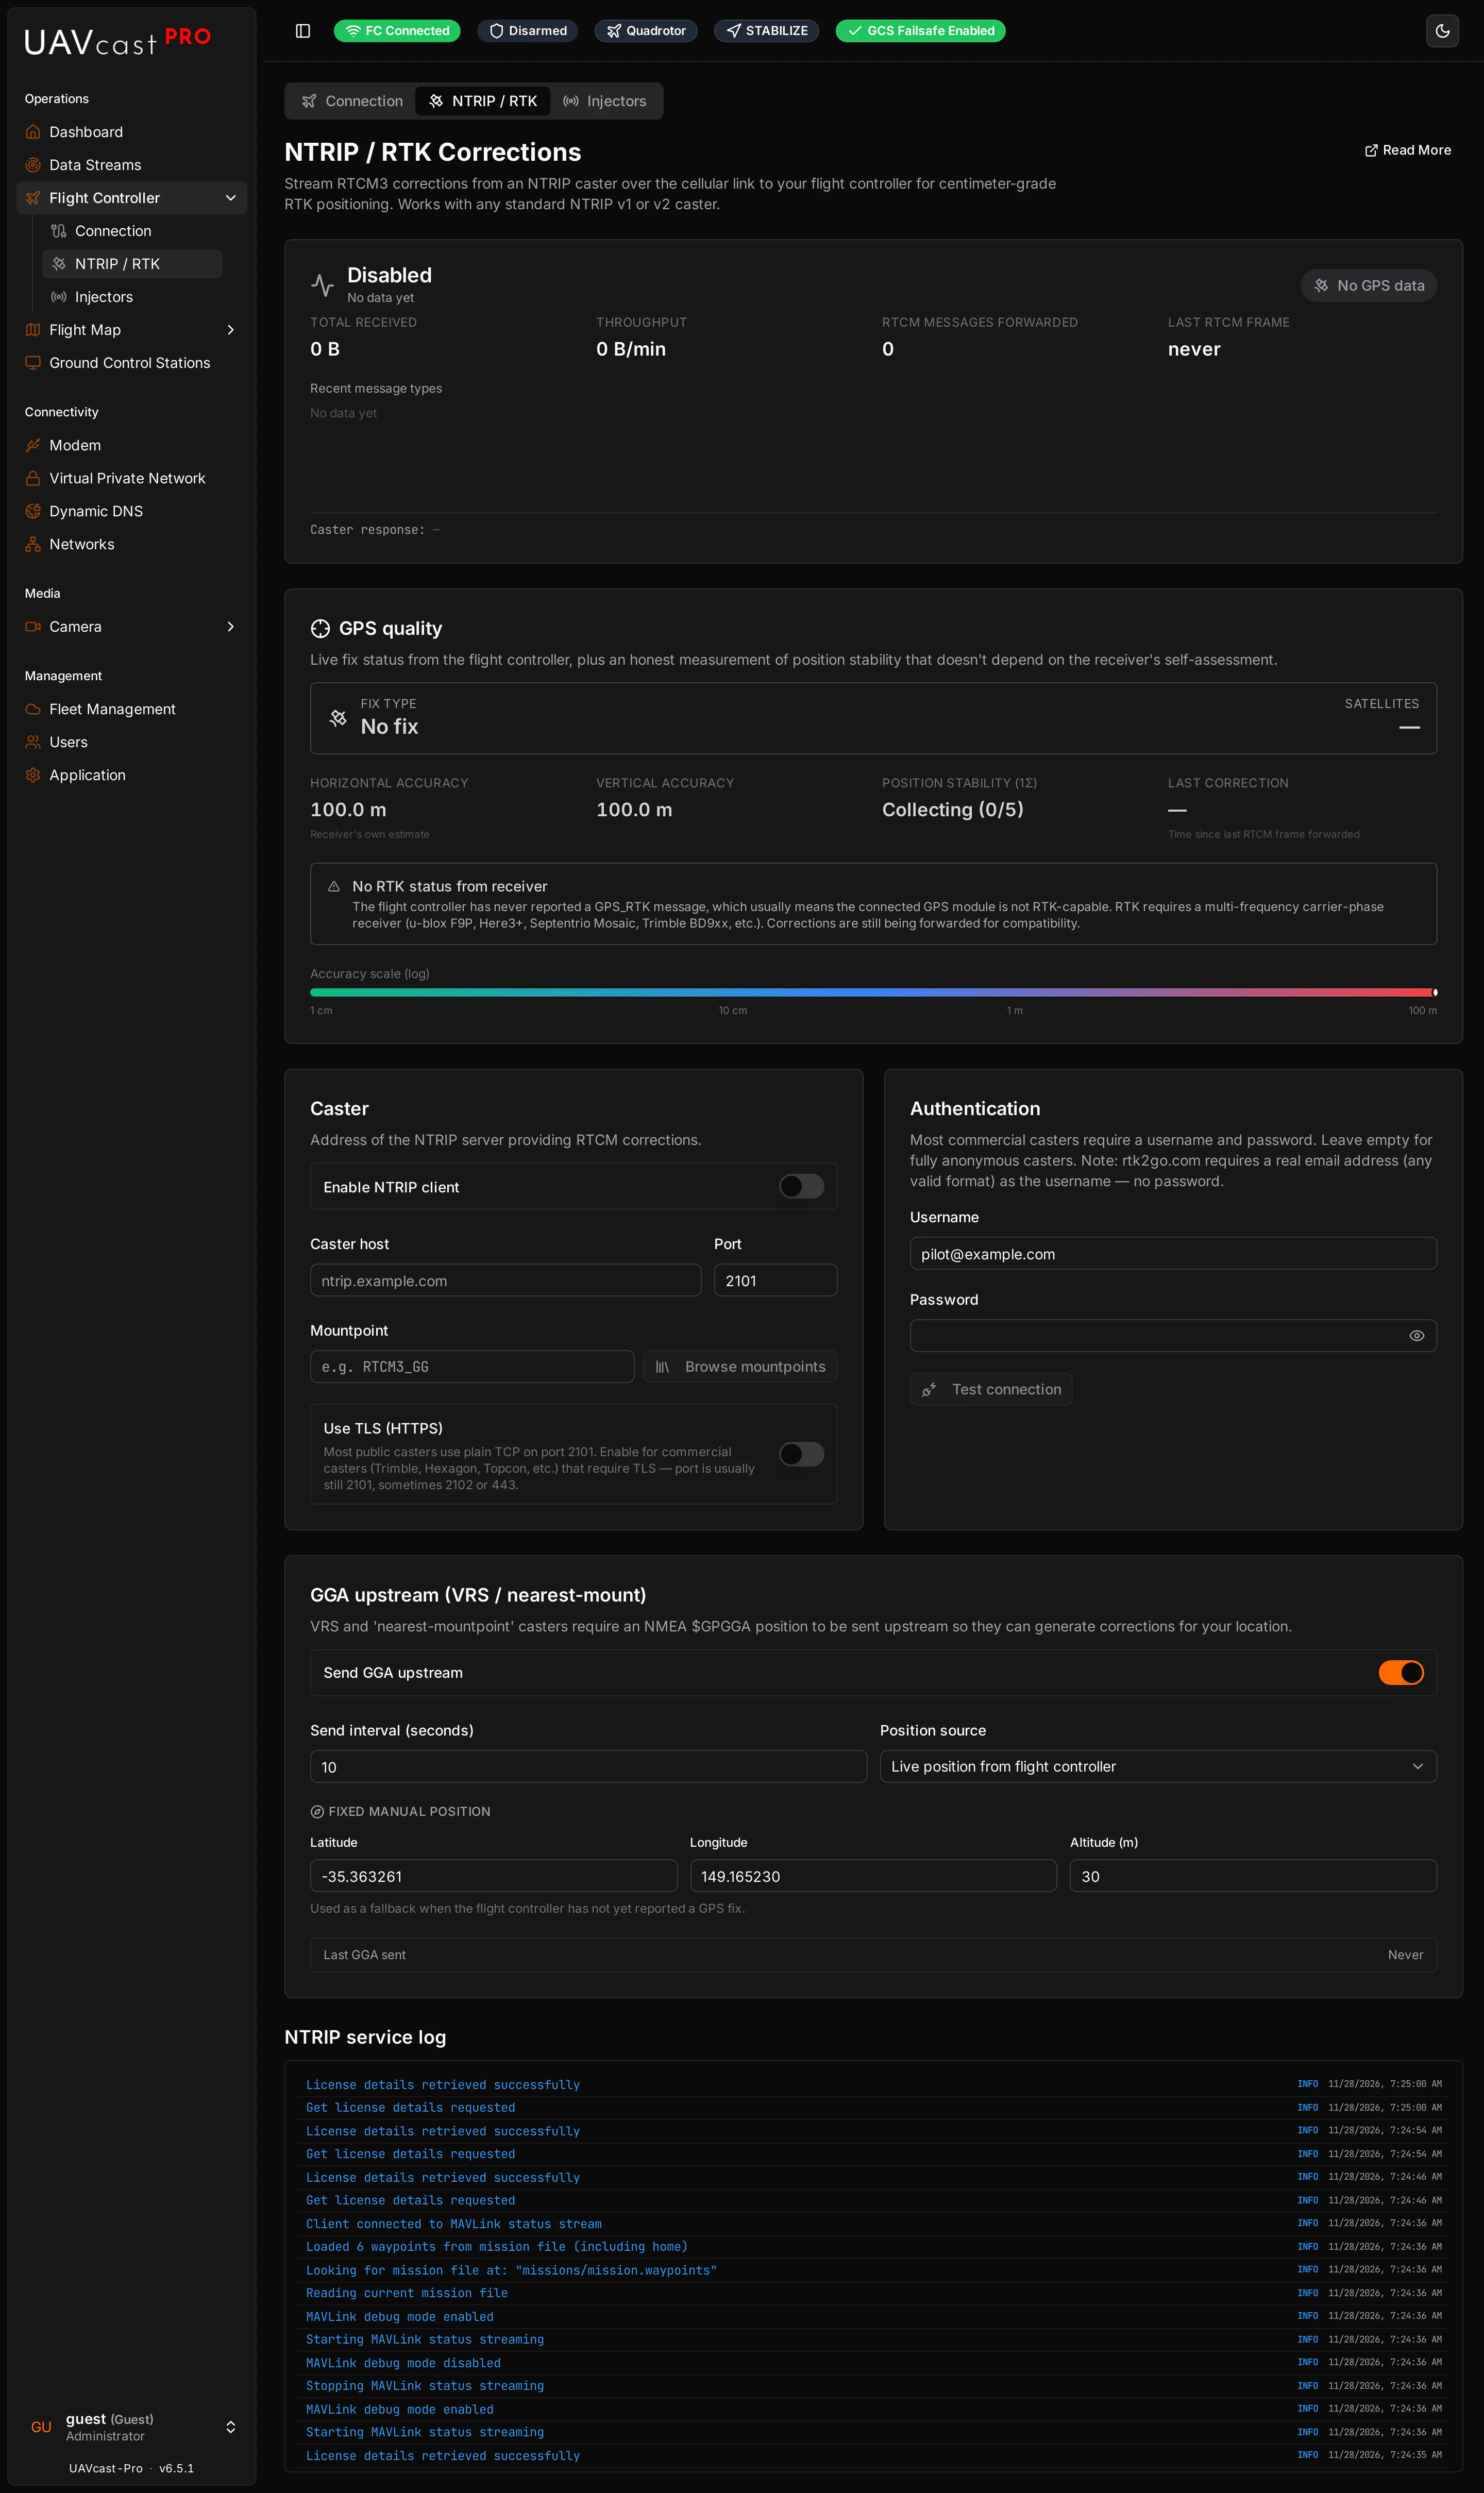 UAVcast PRO
Operations
Dashboard
Data Streams
Flight Controller
Connection
NTRIP / RTK
Injectors
Flight Map
Ground Control Stations
Connectivity
Modem
Virtual Private Network
Dynamic DNS
Networks
Media
Camera
Management
Fleet Management
Users
Application
GU guest (Guest)
Administrator
UAVcast-Pro · v6.5.1
FC Connected Disarmed Quadrotor STABILIZE GCS Failsafe Enabled
Connection NTRIP / RTK Injectors
NTRIP / RTK Corrections
Read More
Stream RTCM3 corrections from an NTRIP caster over the cellular link to your flight controller for centimeter-grade
RTK positioning. Works with any standard NTRIP v1 or v2 caster.
Disabled
No data yet
No GPS data
TOTAL RECEIVED THROUGHPUT RTCM MESSAGES FORWARDED LAST RTCM FRAME
0 B 0 B/min 0 never
Recent message types
No data yet
Caster response: —
GPS quality
Live fix status from the flight controller, plus an honest measurement of position stability that doesn't depend on the receiver's self-assessment.
FIX TYPE SATELLITES
No fix —
HORIZONTAL ACCURACY VERTICAL ACCURACY POSITION STABILITY (1Σ) LAST CORRECTION
100.0 m 100.0 m Collecting (0/5) —
Receiver's own estimate Time since last RTCM frame forwarded
No RTK status from receiver
The flight controller has never reported a GPS_RTK message, which usually means the connected GPS module is not RTK-capable. RTK requires a multi-frequency carrier-phase
receiver (u-blox F9P, Here3+, Septentrio Mosaic, Trimble BD9xx, etc.). Corrections are still being forwarded for compatibility.
Accuracy scale (log)
1 cm 10 cm 1 m 100 m
Caster
Address of the NTRIP server providing RTCM corrections.
Enable NTRIP client
Caster host Port
ntrip.example.com 2101
Mountpoint
e.g. RTCM3_GG Browse mountpoints
Use TLS (HTTPS)
Most public casters use plain TCP on port 2101. Enable for commercial
casters (Trimble, Hexagon, Topcon, etc.) that require TLS — port is usually
still 2101, sometimes 2102 or 443.
Authentication
Most commercial casters require a username and password. Leave empty for
fully anonymous casters. Note: rtk2go.com requires a real email address (any
valid format) as the username — no password.
Username
pilot@example.com
Password
Test connection
GGA upstream (VRS / nearest-mount)
VRS and 'nearest-mountpoint' casters require an NMEA $GPGGA position to be sent upstream so they can generate corrections for your location.
Send GGA upstream
Send interval (seconds) Position source
10 Live position from flight controller
FIXED MANUAL POSITION
Latitude Longitude Altitude (m)
-35.363261 149.165230 30
Used as a fallback when the flight controller has not yet reported a GPS fix.
Last GGA sent Never
NTRIP service log
License details retrieved successfully INFO 11/28/2026, 7:25:00 AM
Get license details requested INFO 11/28/2026, 7:25:00 AM
License details retrieved successfully INFO 11/28/2026, 7:24:54 AM
Get license details requested INFO 11/28/2026, 7:24:54 AM
License details retrieved successfully INFO 11/28/2026, 7:24:46 AM
Get license details requested INFO 11/28/2026, 7:24:46 AM
Client connected to MAVLink status stream INFO 11/28/2026, 7:24:36 AM
Loaded 6 waypoints from mission file (including home) INFO 11/28/2026, 7:24:36 AM
Looking for mission file at: "missions/mission.waypoints" INFO 11/28/2026, 7:24:36 AM
Reading current mission file INFO 11/28/2026, 7:24:36 AM
MAVLink debug mode enabled INFO 11/28/2026, 7:24:36 AM
Starting MAVLink status streaming INFO 11/28/2026, 7:24:36 AM
MAVLink debug mode disabled INFO 11/28/2026, 7:24:36 AM
Stopping MAVLink status streaming INFO 11/28/2026, 7:24:36 AM
MAVLink debug mode enabled INFO 11/28/2026, 7:24:36 AM
Starting MAVLink status streaming INFO 11/28/2026, 7:24:36 AM
License details retrieved successfully INFO 11/28/2026, 7:24:35 AM